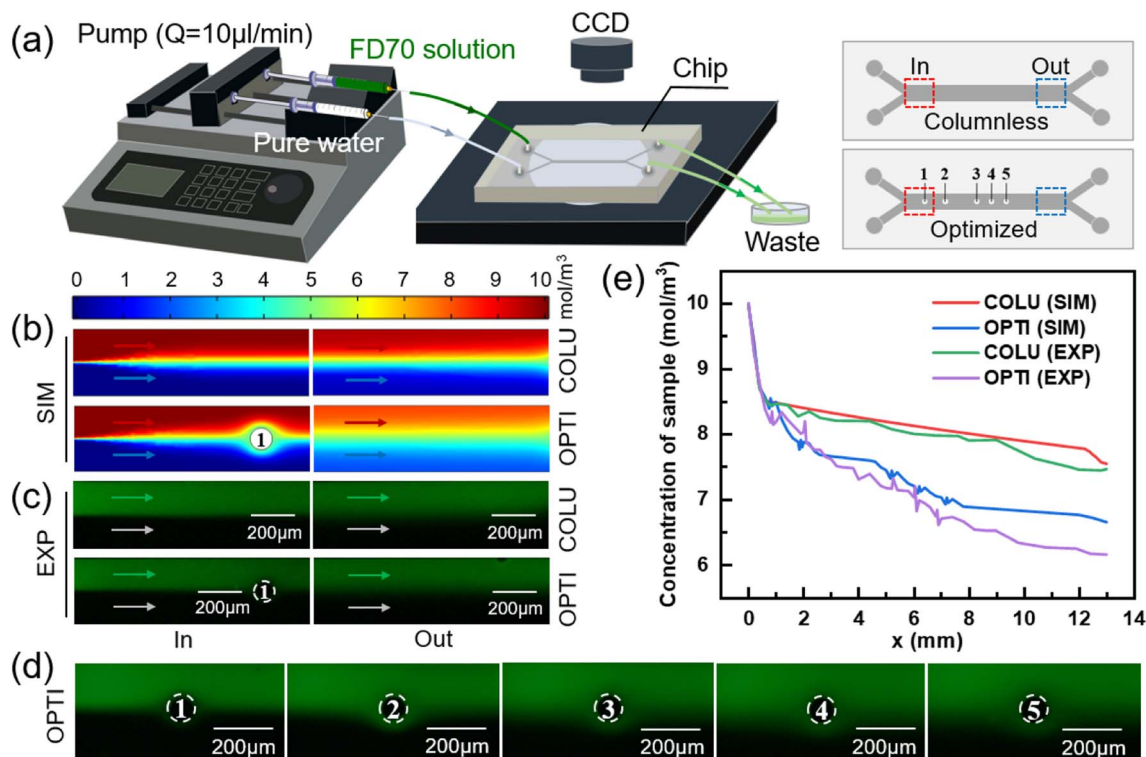 (a)
Pump (Q=10μl/min)
FD70 solution
Pure water
CCD
Chip
Waste
In
Out
Columnless
1
2
3
4
5
Optimized
0
1
2
3
4
5
6
7
8
9
10
mol/m³
(b)
SIM
COLU
OPTI
1
(c)
EXP
200μm
200μm
COLU
200μm
1
200μm
OPTI
In
Out
(d)
OPTI
1
200μm
2
200μm
3
200μm
4
200μm
5
200μm
(e)
Concentration of sample (mol/m³)
10
9
8
7
6
COLU (SIM)
OPTI (SIM)
COLU (EXP)
OPTI (EXP)
0
2
4
6
8
10
12
14
x (mm)